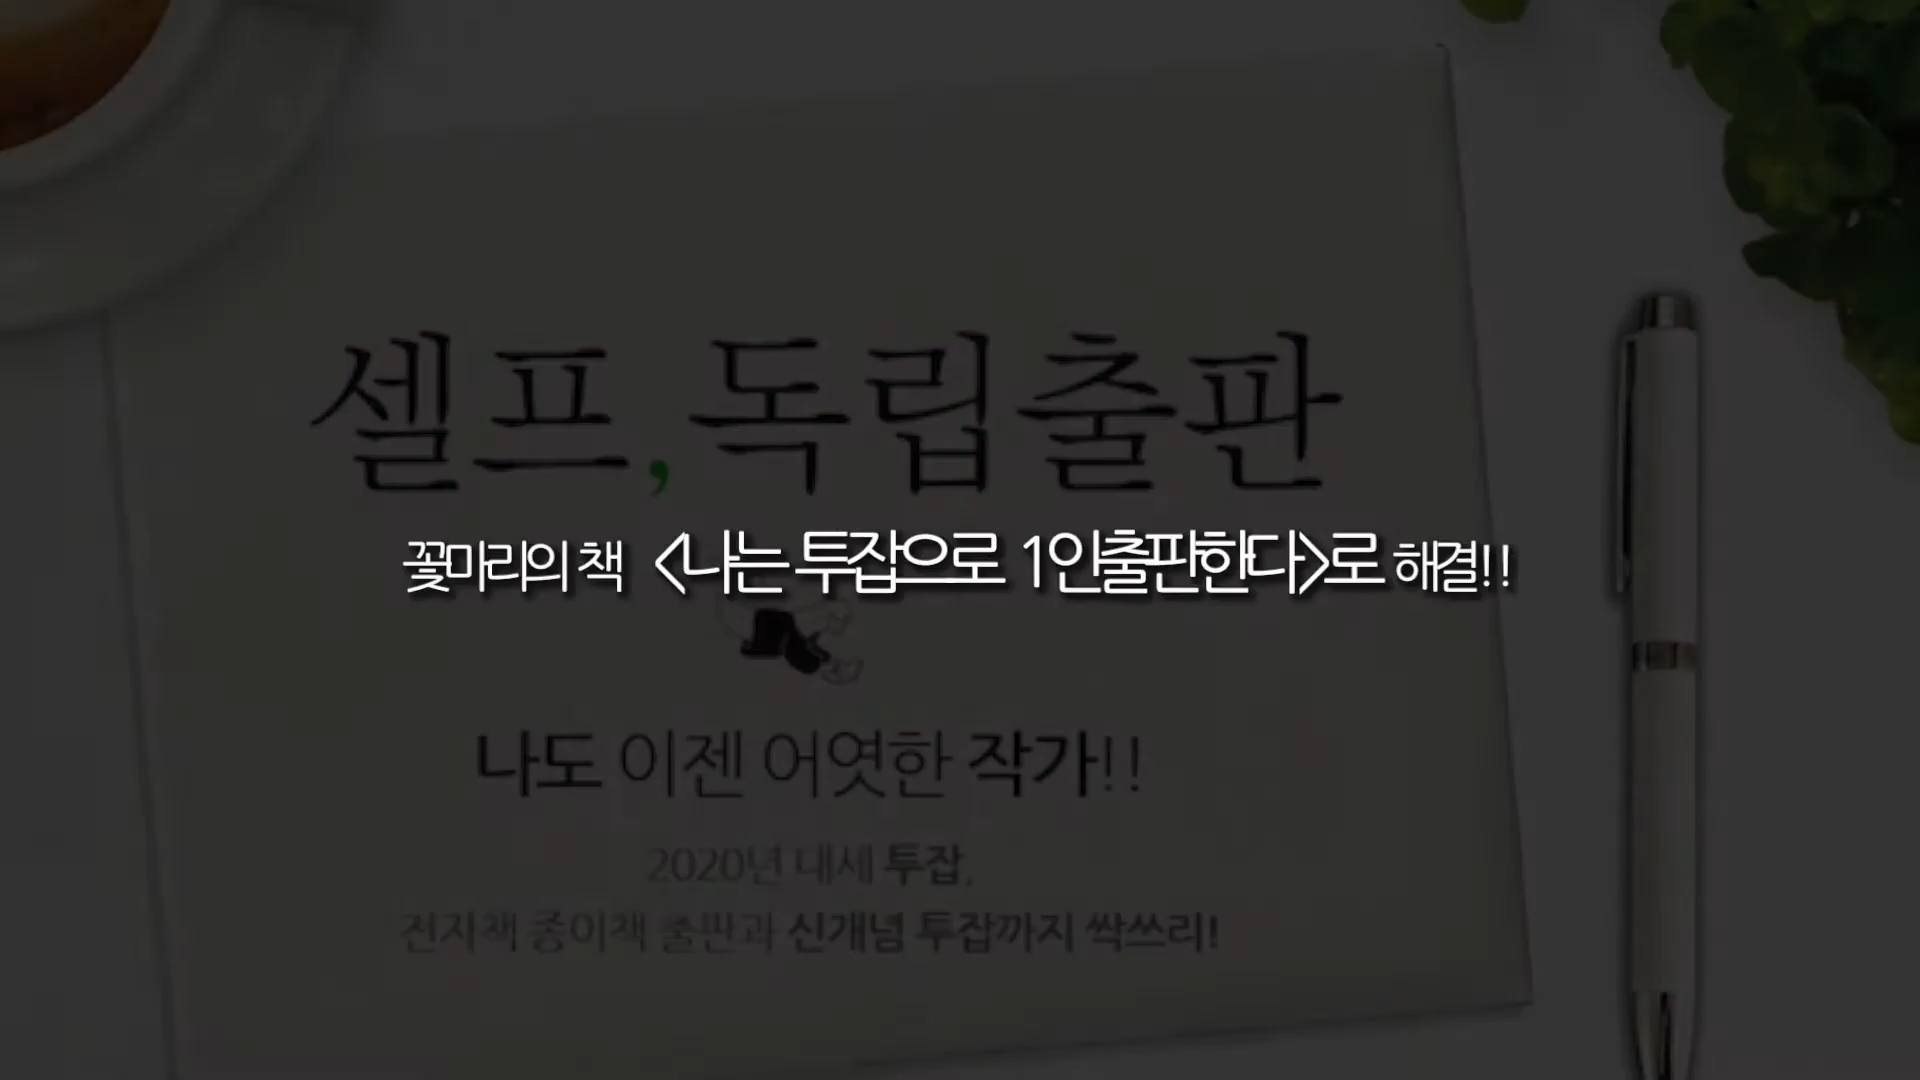 셀프,독립출판
꽃마리의 책 <나는 투잡으로 1인출판한다>로 해결!!
나도 이젠 어엿한 작가!!
2020년 대세 투잡,
전자책 종이책 출판과 신개념 투잡까지 싹쓰리!